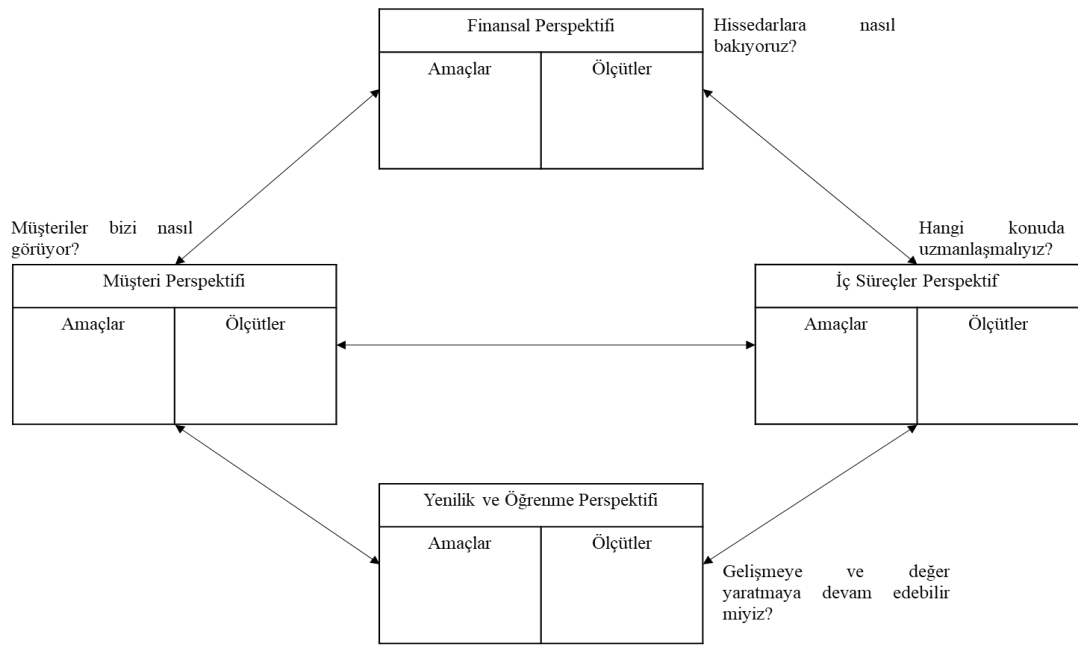 Finansal Perspektifi
Hissedarlara nasıl
bakıyoruz?
Amaçlar
Ölçütler
Müşteriler bizi nasıl
görüyor?
Hangi konuda
uzmanlaşmalıyız?
Müşteri Perspektifi
İç Süreçler Perspektif
Amaçlar
Ölçütler
Amaçlar
Ölçütler
Yenilik ve Öğrenme Perspektifi
Amaçlar
Ölçütler
Gelişmeye ve değer
yaratmaya devam edebilir
miyiz?